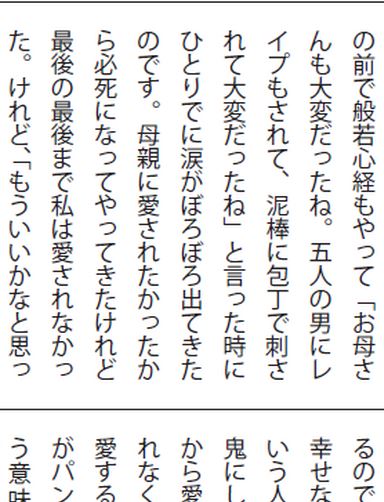 の前で般若心経もやって「お母さ
んも大変だったね。五人の男にレ
イプもされて、泥棒に包丁で刺さ
れて大変だったね」と言った時に
ひとりでに涙がぼろぼろ出てきた
のです。母親に愛されたかったか
ら必死になってやってきたけれど
最後の最後まで私は愛されなかっ
た。けれど、「もういいかなと思っ
るので
幸せな
いう人
鬼にし
から愛
れなく
愛する
がパン
う意味